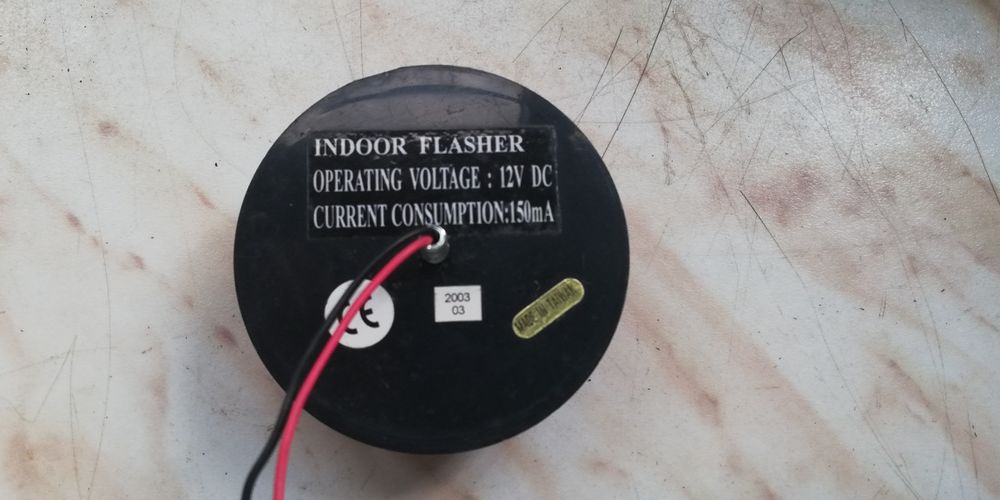 INDOOR FLASHER
OPERATING VOLTAGE : 12V DC
CURRENT CONSUMPTION:150mA
CE
2003
03
MADE IN TAIWAN